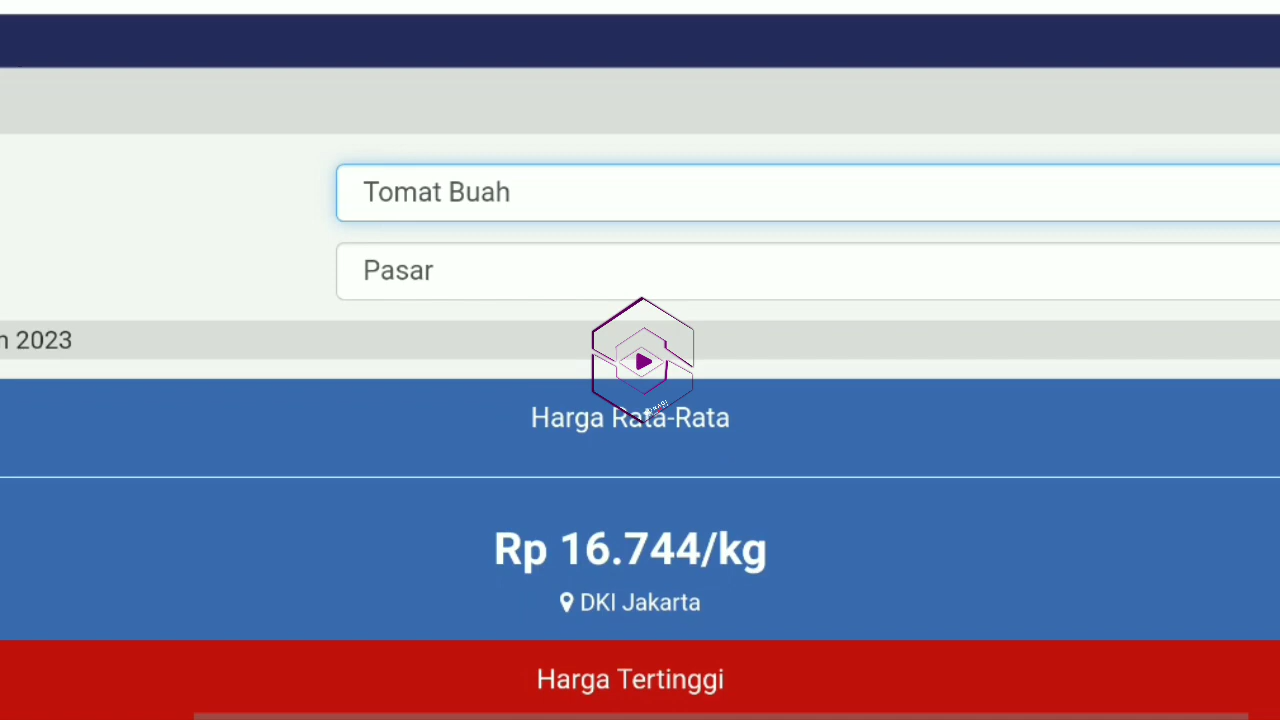 Tomat Buah
Pasar
2023
Harga Rata-Rata
Rp 16.744/kg
DKI Jakarta
Harga Tertinggi